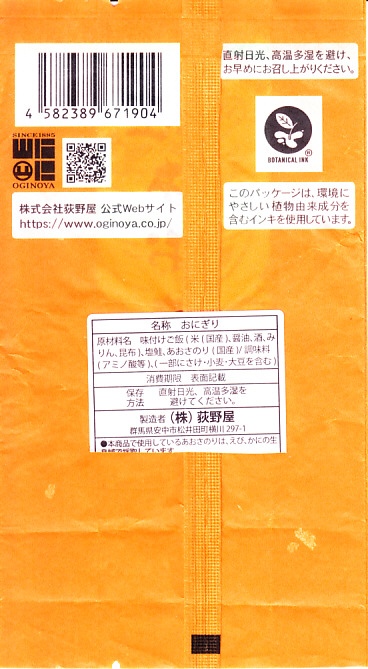 直射日光、高温多湿を避け、
お早めにお召し上がりください。
4 582389 671904
BOTANICAL INK
®
SINCE1885
OGINOYA
このパッケージは、環境に
やさしい植物由来成分を
含むインキを使用しています。
株式会社荻野屋 公式Webサイト
https://www.oginoya.co.jp/
名称 おにぎり
原材料名 味付けご飯(米(国産)、醤油、酒、み
りん、昆布)、塩鮭、あおさのり(国産)/調味料
(アミノ酸等)、(一部にさけ・小麦・大豆を含む)
消費期限 表面記載
保存方法 直射日光、高温多湿を
避けてください。
製造者 (株)荻野屋
群馬県安中市松井田町横川297-1
●本商品で使用しているあおさのりは、えび、かにの生